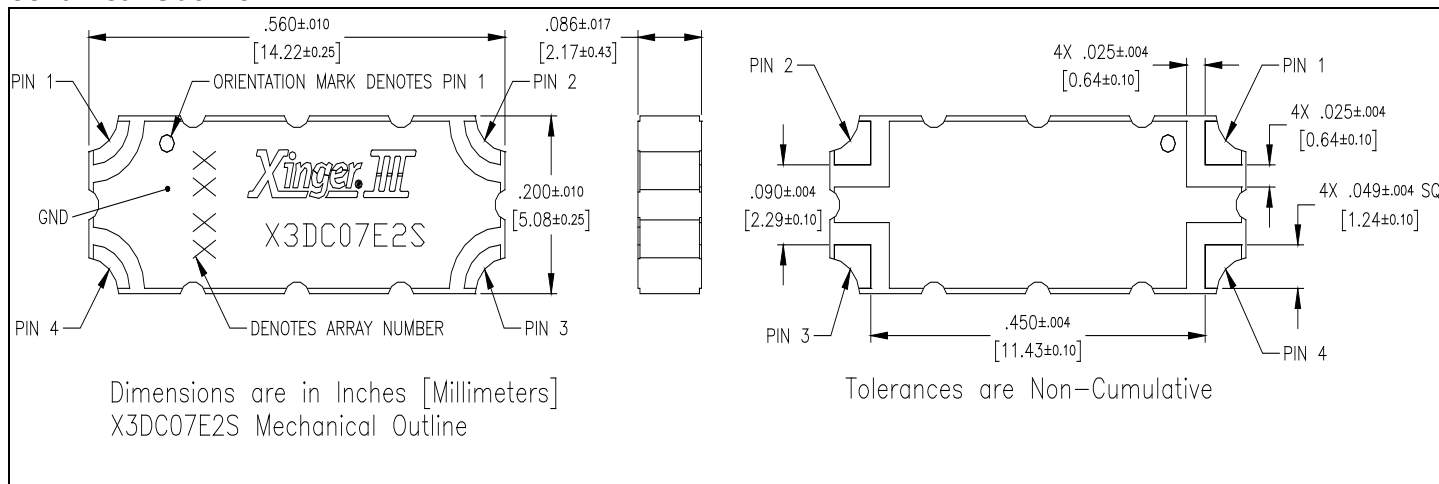 .560±.010
[14.22±0.25]
.086±.017
[2.17±0.43]
PIN 1
ORIENTATION MARK DENOTES PIN 1
PIN 2
GND
Xinger III
X3DC07E2S
XXXX
.200±.010
[5.08±0.25]
PIN 4
DENOTES ARRAY NUMBER
PIN 3
Dimensions are in Inches [Millimeters]
X3DC07E2S Mechanical Outline
PIN 2
4X .025±.004
[0.64±0.10]
PIN 1
4X .025±.004
[0.64±0.10]
.090±.004
[2.29±0.10]
4X .049±.004 SQ
[1.24±0.10]
PIN 3
.450±.004
[11.43±0.10]
PIN 4
Tolerances are Non-Cumulative